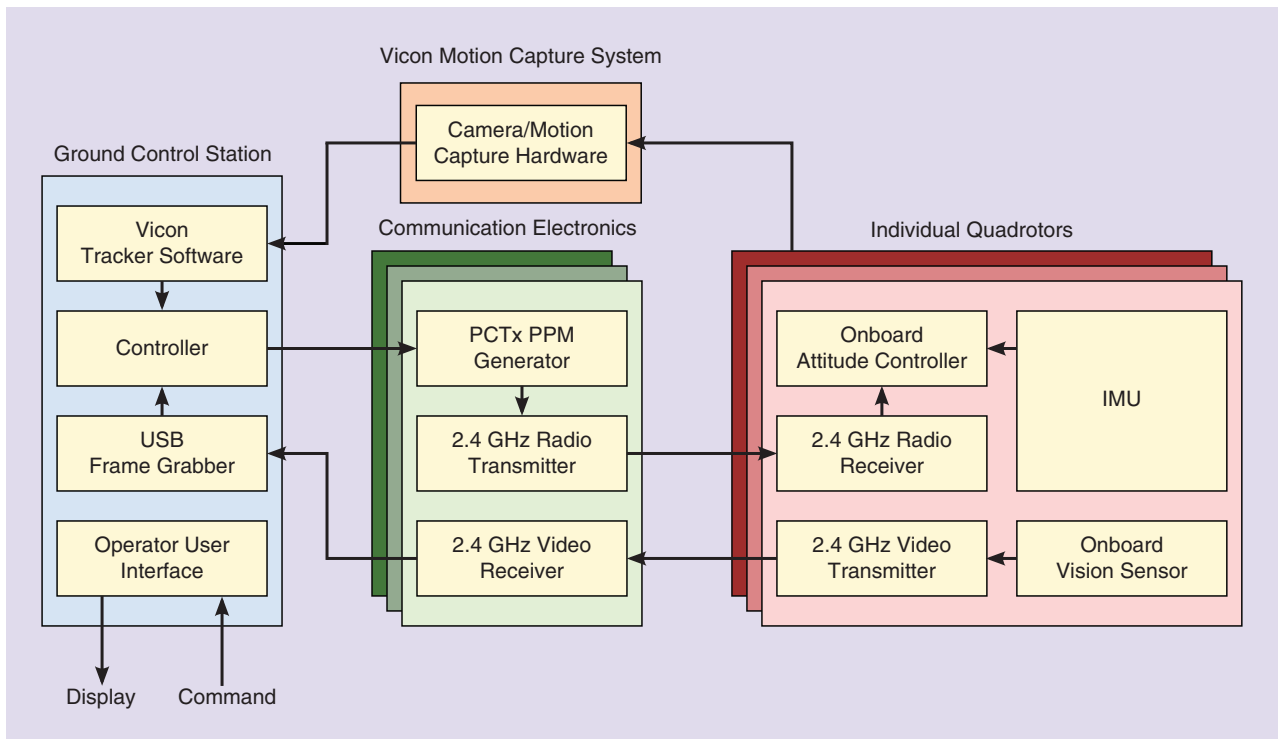 Vicon Motion Capture System
Camera/Motion
Capture Hardware
Ground Control Station
Vicon
Tracker Software
Controller
USB
Frame Grabber
Operator User
Interface
Display
Command
Communication Electronics
PCTx PPM
Generator
2.4 GHz Radio
Transmitter
2.4 GHz Video
Receiver
Individual Quadrotors
Onboard
Attitude Controller
IMU
2.4 GHz Radio
Receiver
2.4 GHz Video
Transmitter
Onboard
Vision Sensor